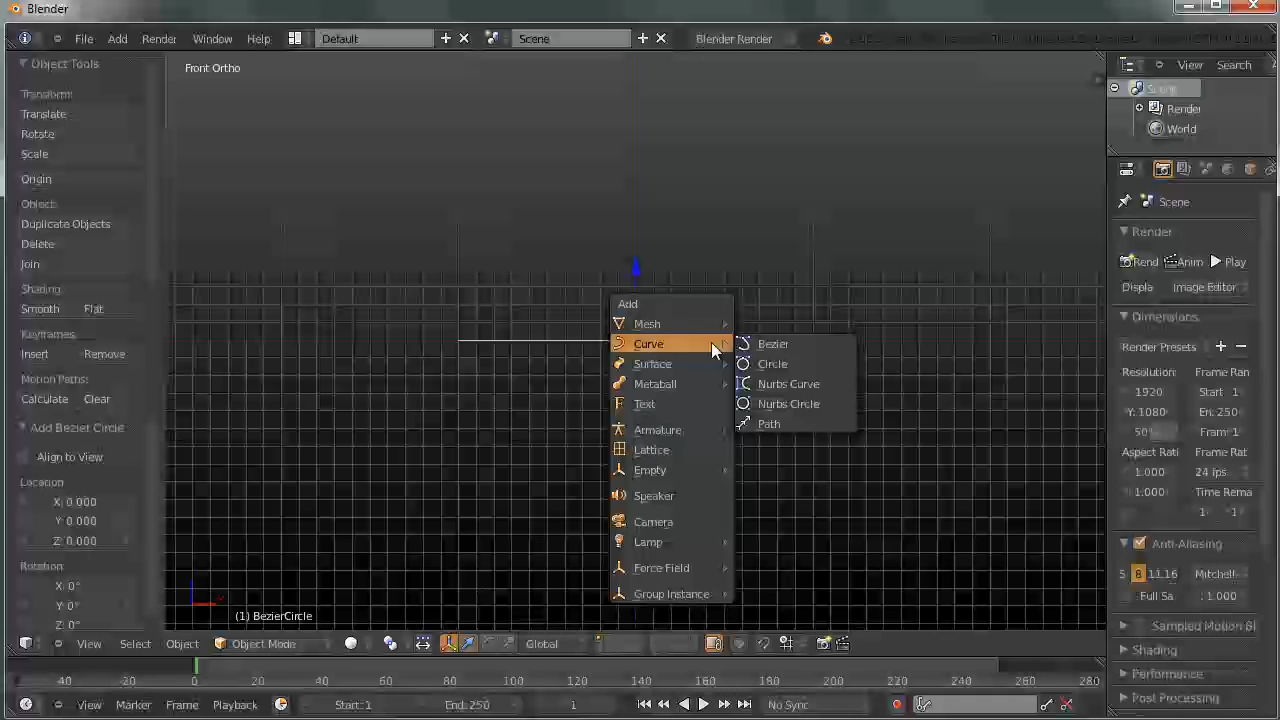 Blender
File Add Render Window Help Default Scene Blender Render
Object Tools
Transform:
Translate
Rotate
Scale
Origin
Object:
Duplicate Objects
Delete
Join
Shading:
Smooth Flat
Keyframes:
Insert Remove
Motion Paths:
Calculate Clear
Add Bezier Circle
Align to View
Location
X: 0.000
Y: 0.000
Z: 0.000
Rotation:
X: 0°
Y: 0°
Z: 0°
Front Ortho
Add
Mesh
Curve
Surface
Metaball
Text
Armature
Lattice
Empty
Speaker
Camera
Lamp
Force Field
Group Instance
Bezier
Circle
Nurbs Curve
Nurbs Circle
Path
(1) BezierCircle
View Select Object Object Mode Global
40 0 20 40 60 80 100 120 140 160 180 200 220 240 260 280
View Marker Frame Playback Start: 1 End: 250 1 No Sync
View Search
Scene
Render
World
Scene
Render
Rend Anim Play
Displa Image Editor
Dimensions
Render Presets
Resolution: Frame Ran
1920 Start: 1
Y: 1080 En: 250
50% Fram: 1
Aspect Rati Frame Rat
1.000 24 fps
1.000 Time Rema
1 1
Anti-Aliasing
5 8 11 16 Mitchell-
Full Sa : 1.000
Sampled Motion Bl
Shading
Performance
Post Processing